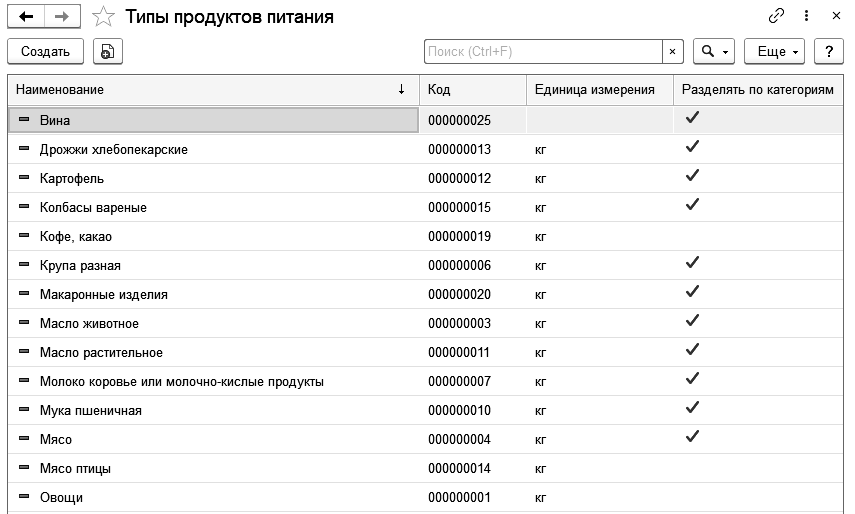 Типы продуктов питания
Создать Поиск (Ctrl+F) × Еще ?
Наименование ↓ Код Единица измерения Разделять по категориям
Вина 000000025
Дрожжи хлебопекарские 000000013 кг
Картофель 000000012 кг
Колбасы вареные 000000015 кг
Кофе, какао 000000019 кг
Крупа разная 000000006 кг
Макаронные изделия 000000020 кг
Масло животное 000000003 кг
Масло растительное 000000011 кг
Молоко коровье или молочно-кислые продукты 000000007 кг
Мука пшеничная 000000010 кг
Мясо 000000004 кг
Мясо птицы 000000014 кг
Овощи 000000001 кг